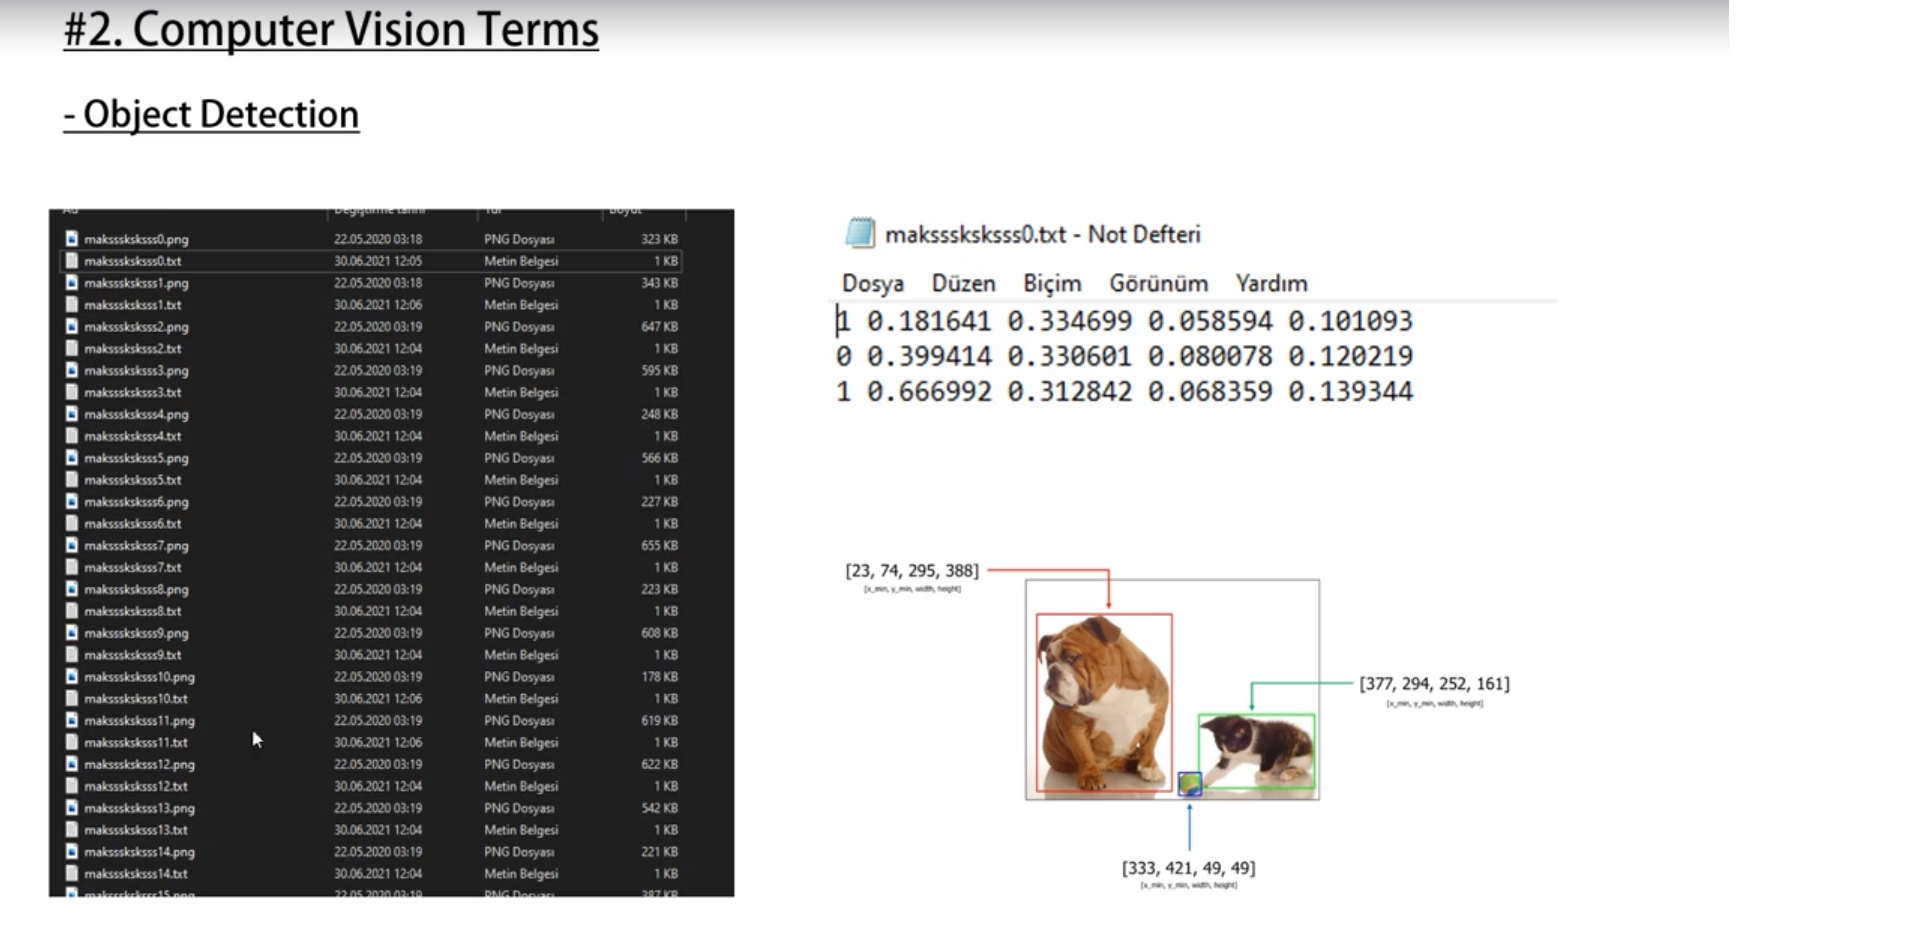 #2. Computer Vision Terms
- Object Detection
Ad Değiştirme tarihi Tür Boyut
maksssksksss0.png 22.05.2020 03:18 PNG Dosyası 323 KB
maksssksksss0.txt 30.06.2021 12:05 Metin Belgesi 1 KB
maksssksksss1.png 22.05.2020 03:18 PNG Dosyası 343 KB
maksssksksss1.txt 30.06.2021 12:06 Metin Belgesi 1 KB
maksssksksss2.png 22.05.2020 03:19 PNG Dosyası 647 KB
maksssksksss2.txt 30.06.2021 12:04 Metin Belgesi 1 KB
maksssksksss3.png 22.05.2020 03:19 PNG Dosyası 595 KB
maksssksksss3.txt 30.06.2021 12:04 Metin Belgesi 1 KB
maksssksksss4.png 22.05.2020 03:19 PNG Dosyası 248 KB
maksssksksss4.txt 30.06.2021 12:04 Metin Belgesi 1 KB
maksssksksss5.png 22.05.2020 03:19 PNG Dosyası 566 KB
maksssksksss5.txt 30.06.2021 12:04 Metin Belgesi 1 KB
maksssksksss6.png 22.05.2020 03:19 PNG Dosyası 227 KB
maksssksksss6.txt 30.06.2021 12:04 Metin Belgesi 1 KB
maksssksksss7.png 22.05.2020 03:19 PNG Dosyası 655 KB
maksssksksss7.txt 30.06.2021 12:04 Metin Belgesi 1 KB
maksssksksss8.png 22.05.2020 03:19 PNG Dosyası 223 KB
maksssksksss8.txt 30.06.2021 12:04 Metin Belgesi 1 KB
maksssksksss9.png 22.05.2020 03:19 PNG Dosyası 608 KB
maksssksksss9.txt 30.06.2021 12:04 Metin Belgesi 1 KB
maksssksksss10.png 22.05.2020 03:19 PNG Dosyası 178 KB
maksssksksss10.txt 30.06.2021 12:06 Metin Belgesi 1 KB
maksssksksss11.png 22.05.2020 03:19 PNG Dosyası 619 KB
maksssksksss11.txt 30.06.2021 12:06 Metin Belgesi 1 KB
maksssksksss12.png 22.05.2020 03:19 PNG Dosyası 622 KB
maksssksksss12.txt 30.06.2021 12:04 Metin Belgesi 1 KB
maksssksksss13.png 22.05.2020 03:19 PNG Dosyası 542 KB
maksssksksss13.txt 30.06.2021 12:04 Metin Belgesi 1 KB
maksssksksss14.png 22.05.2020 03:19 PNG Dosyası 221 KB
maksssksksss14.txt 30.06.2021 12:04 Metin Belgesi 1 KB
maksssksksss15.png 22.05.2020 03:19 PNG Dosyası 387 KB
maksssksksss0.txt - Not Defteri
Dosya Düzen Biçim Görünüm Yardım
1 0.181641 0.334699 0.058594 0.101093
0 0.399414 0.330601 0.080078 0.120219
1 0.666992 0.312842 0.068359 0.139344
[23, 74, 295, 388]
[x_min, y_min, width, height]
[377, 294, 252, 161]
[x_min, y_min, width, height]
[333, 421, 49, 49]
[x_min, y_min, width, height]